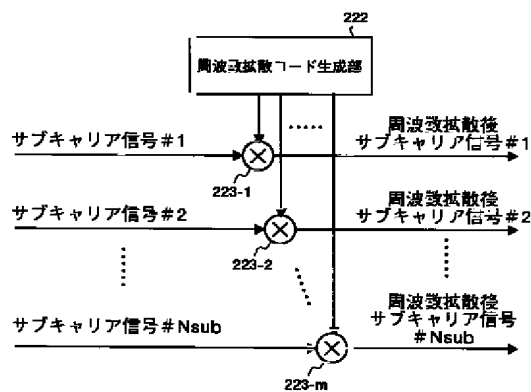 222
周波数拡散コード生成部
サブキャリア信号#1
223-1
周波数拡散後
サブキャリア信号#1
サブキャリア信号#2
223-2
周波数拡散後
サブキャリア信号#2
サブキャリア信号#Nsub
223-m
周波数拡散後
サブキャリア信号
#Nsub